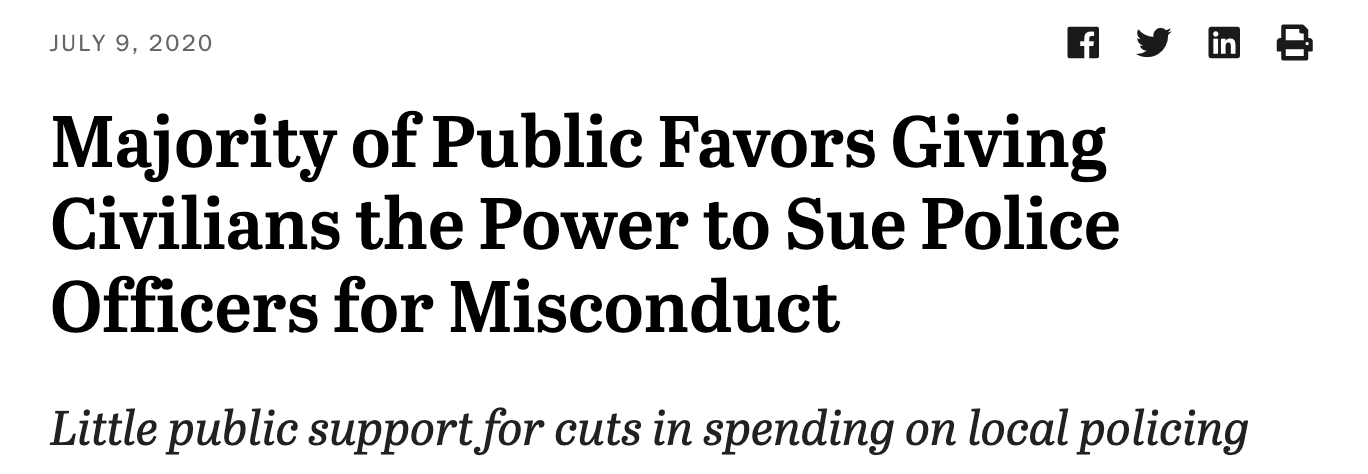 JULY 9, 2020
Majority of Public Favors Giving
Civilians the Power to Sue Police
Officers for Misconduct
Little public support for cuts in spending on local policing